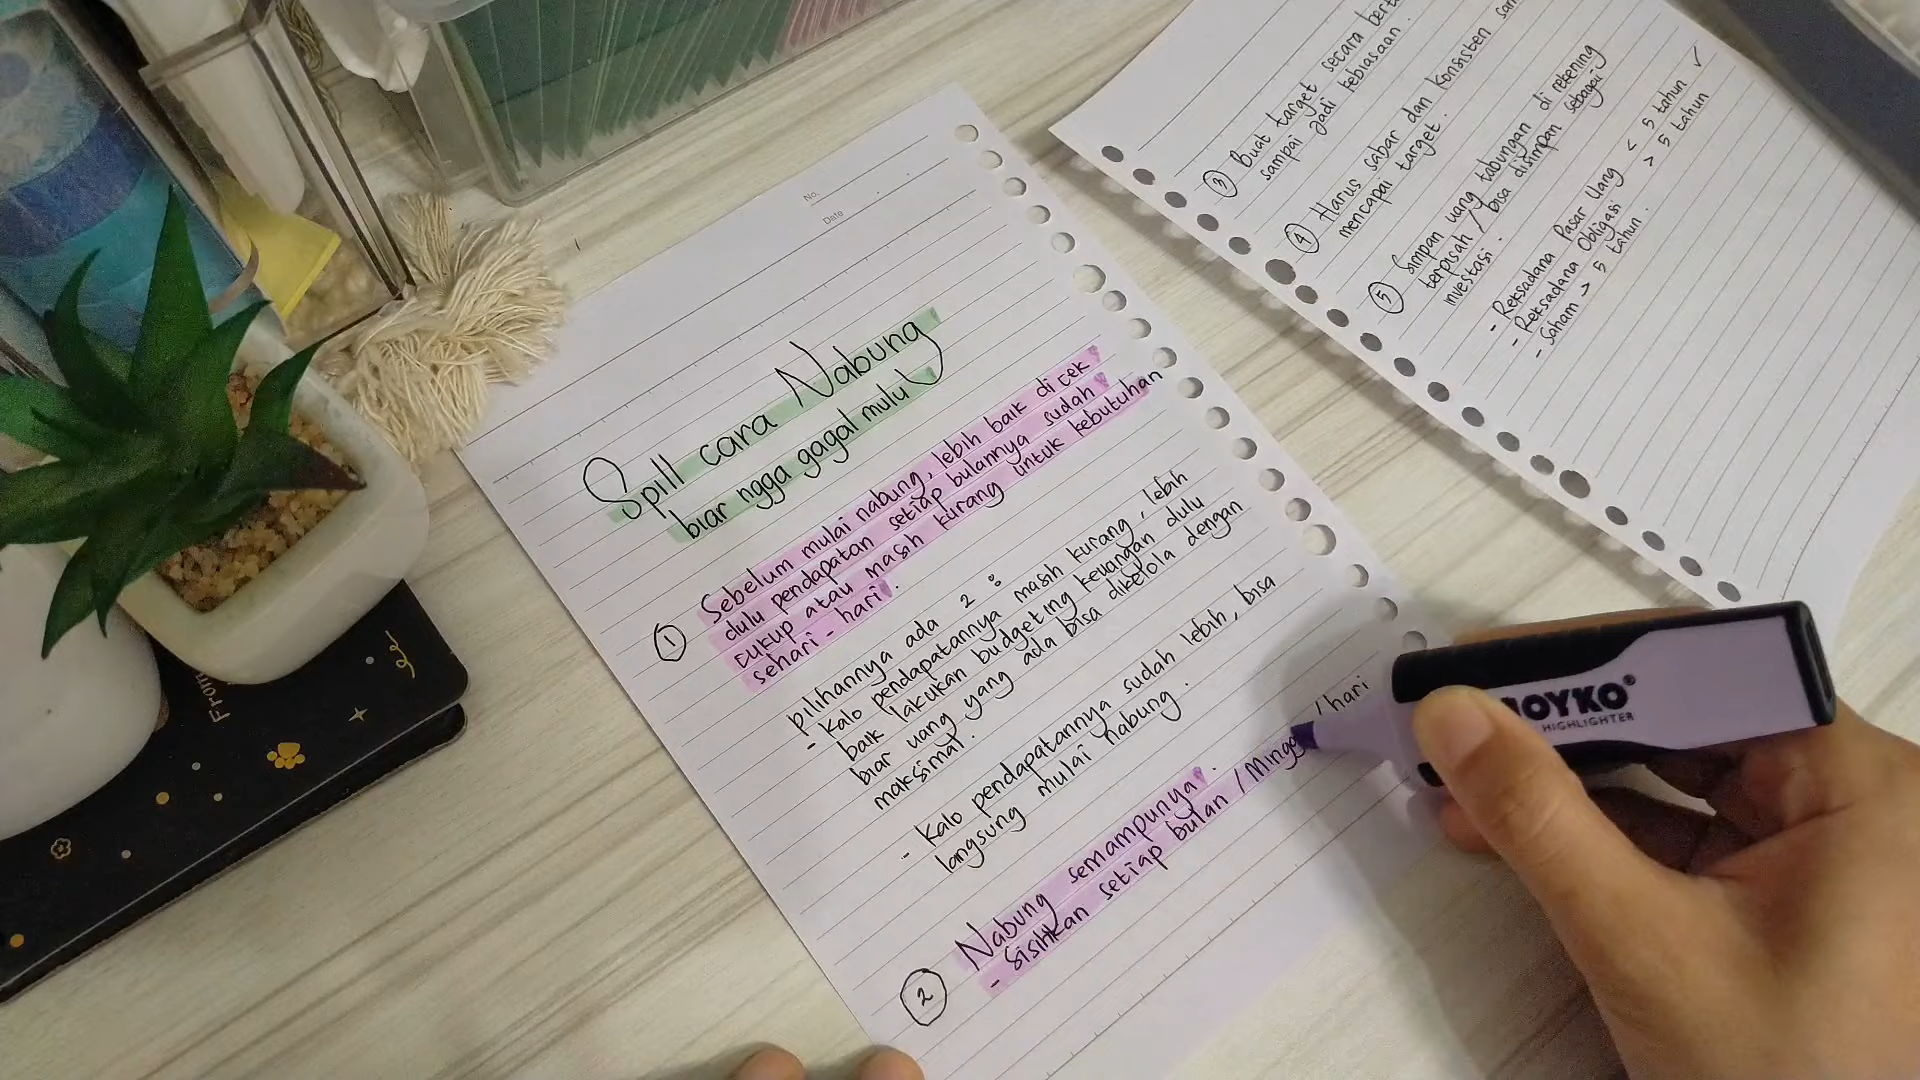 No.
Date
Spill cara Nabung
biar ngga gagal mulu
1 Sebelum mulai nabung, lebih baik di cek
dulu pendapatan setiap bulannya sudah
cukup atau masih kurang untuk kebutuhan
sehari - hari.
pilihannya ada 2 :
- Kalo pendapatannya masih kurang, lebih
baik lakukan budgeting keuangan dulu
biar uang yang ada bisa dikelola dengan
maksimal.
- Kalo pendapatannya sudah lebih, bisa
langsung mulai nabung.
2 Nabung semampunya.
- Sisihkan setiap bulan / Mingg /hari
3 Buat target secara
sampai jadi kebiasaan.
4 Harus sabar dan Konsisten
mencapai target.
5 Simpan uang tabungan di rekening
terpisah / bisa disimpan sebagai
investasi.
- Reksadana Pasar Uang < 5 tahun ✓
- Reksadana Obligasi > 5 tahun
- Saham > 5 tahun.
From
JOYKO®
HIGHLIGHTER